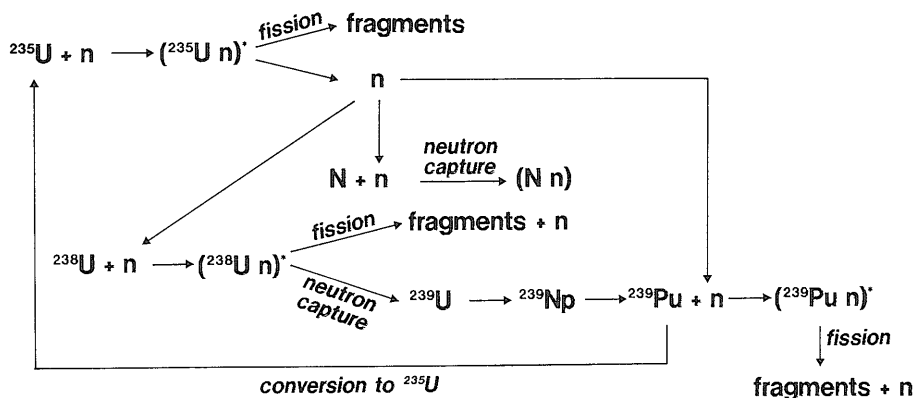 fission fragments
²³⁵U + n → (²³⁵U n)*
n
neutron
capture
N + n → (N n)
fission fragments + n
²³⁸U + n → (²³⁸U n)*
neutron
capture
²³⁹U → ²³⁹Np → ²³⁹Pu + n → (²³⁹Pu n)*
fission
conversion to ²³⁵U
fragments + n